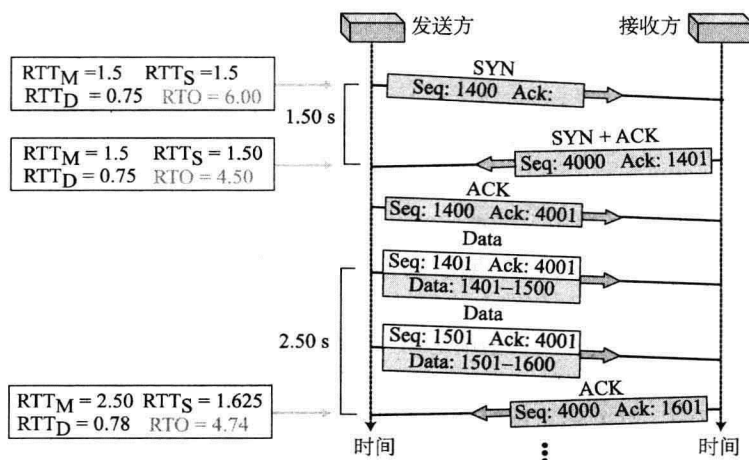 发送方
接收方
RTTM =1.5 RTTS =1.5
RTTD = 0.75 RTO = 6.00
SYN
Seq: 1400 Ack:
1.50 s
RTTM = 1.5 RTTS = 1.50
RTTD = 0.75 RTO = 4.50
SYN + ACK
Seq: 4000 Ack: 1401
ACK
Seq: 1400 Ack: 4001
Data
Seq: 1401 Ack: 4001
Data: 1401–1500
Data
2.50 s
Seq: 1501 Ack: 4001
Data: 1501–1600
RTTM = 2.50 RTTS = 1.625
RTTD = 0.78 RTO = 4.74
ACK
Seq: 4000 Ack: 1601
时间
时间